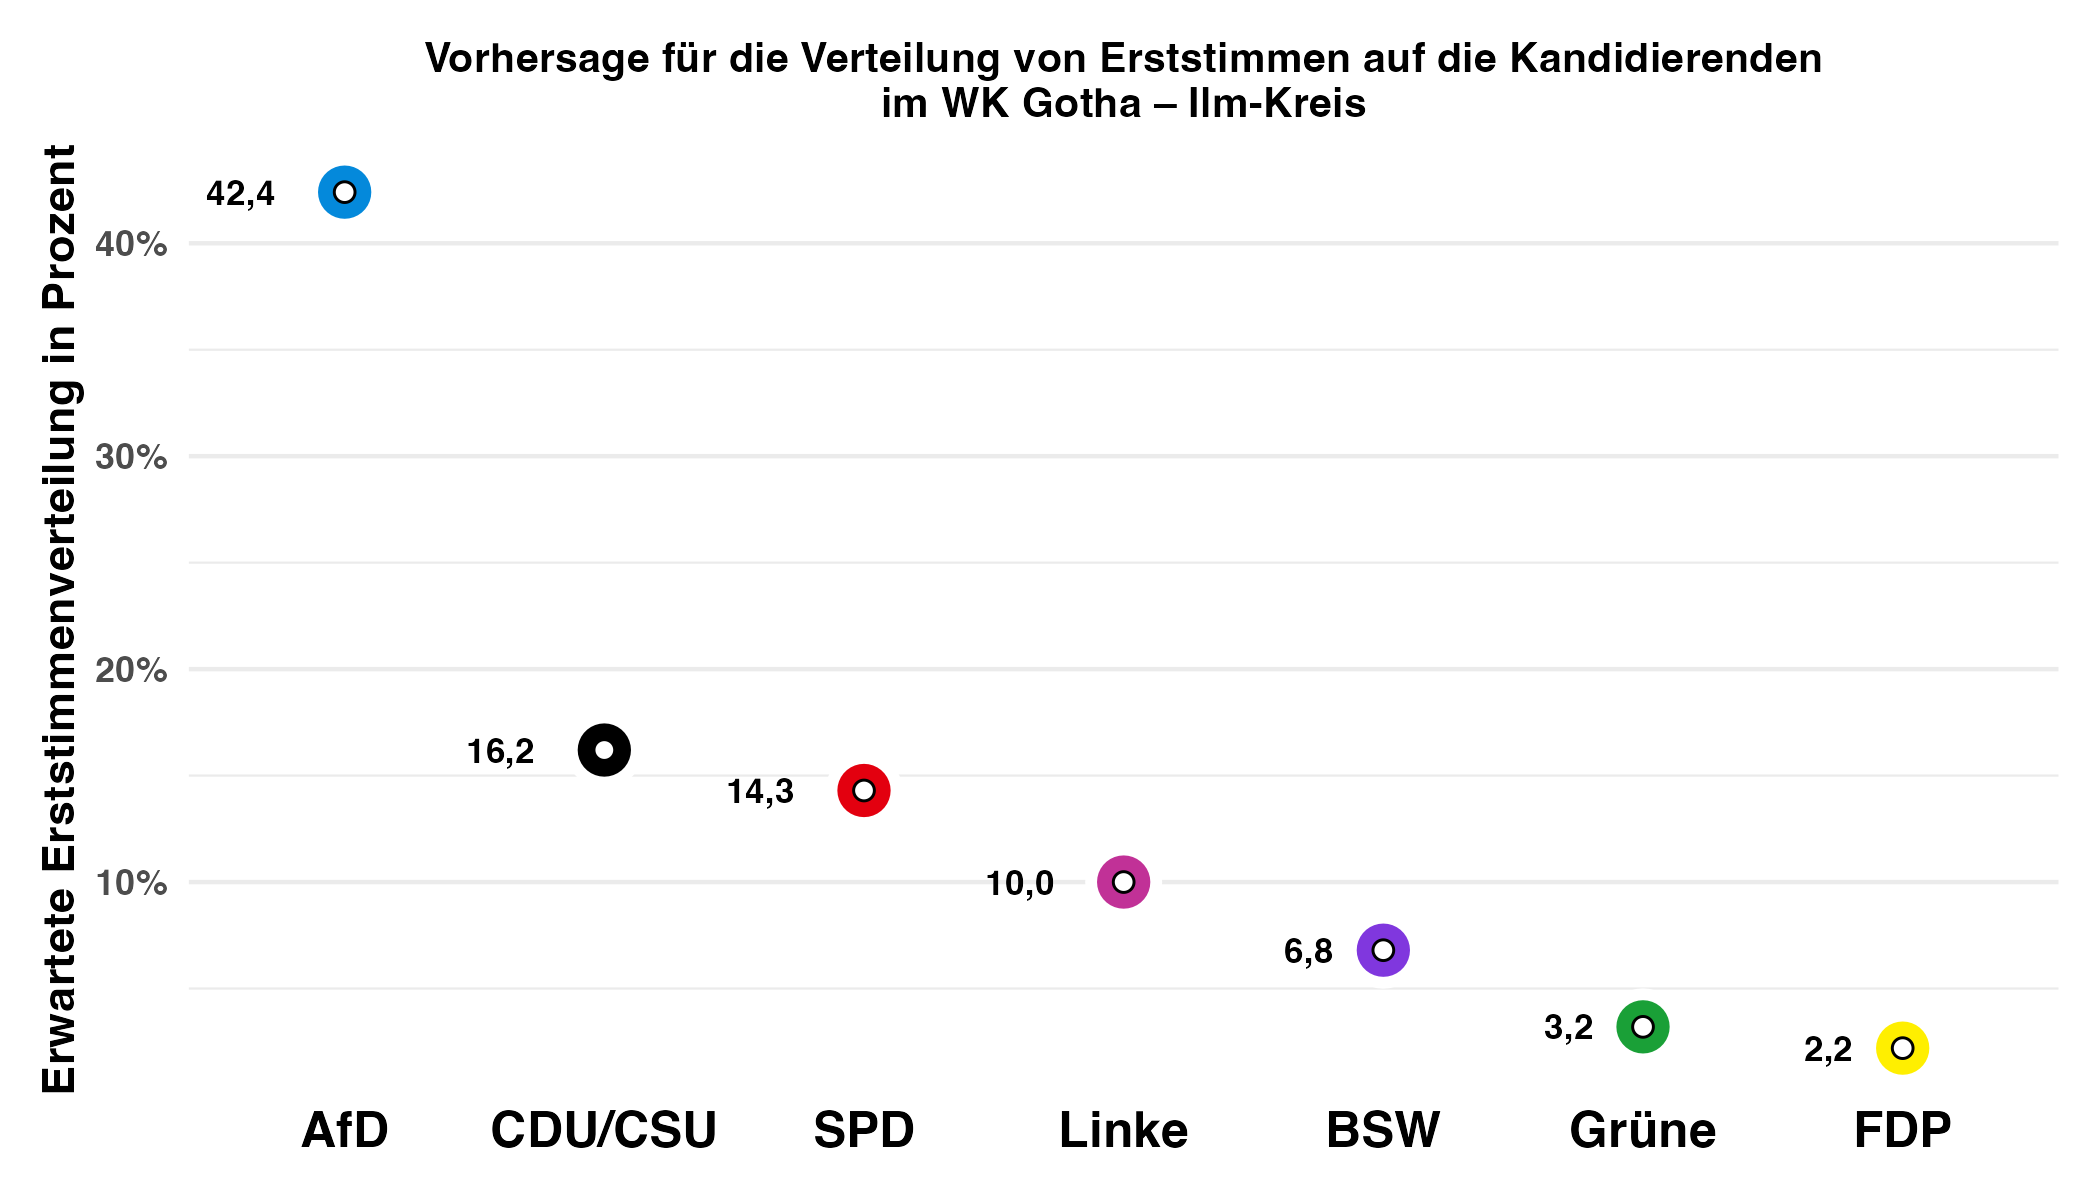 Vorhersage für die Verteilung von Erststimmen auf die Kandidierenden
im WK Gotha – Ilm-Kreis
Erwartete Erststimmenverteilung in Prozent
40%
30%
20%
10%
42,4
16,2
14,3
10,0
6,8
3,2
2,2
AfD
CDU/CSU
SPD
Linke
BSW
Grüne
FDP